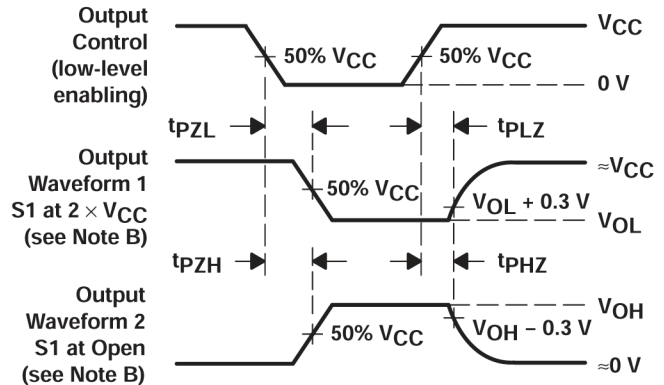 Output
Control
(low-level
enabling)
50% VCC
50% VCC
VCC
0 V
tPZL
tPLZ
Output
Waveform 1
S1 at 2 × VCC
(see Note B)
50% VCC
≈VCC
VOL + 0.3 V
VOL
tPZH
tPHZ
Output
Waveform 2
S1 at Open
(see Note B)
50% VCC
VOH
VOH − 0.3 V
≈0 V